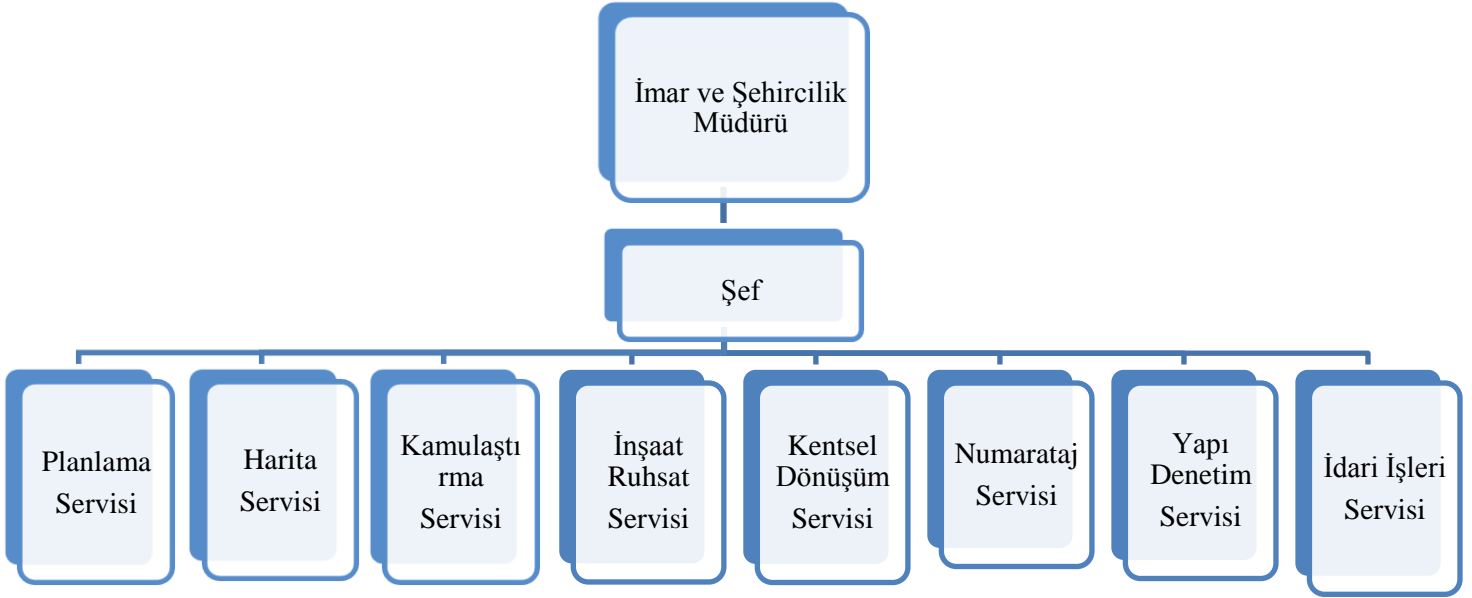 İmar ve Şehircilik
Müdürü
Şef
Planlama
Servisi
Harita
Servisi
Kamulaştı
rma
Servisi
İnşaat
Ruhsat
Servisi
Kentsel
Dönüşüm
Servisi
Numarataj
Servisi
Yapı
Denetim
Servisi
İdari İşleri
Servisi